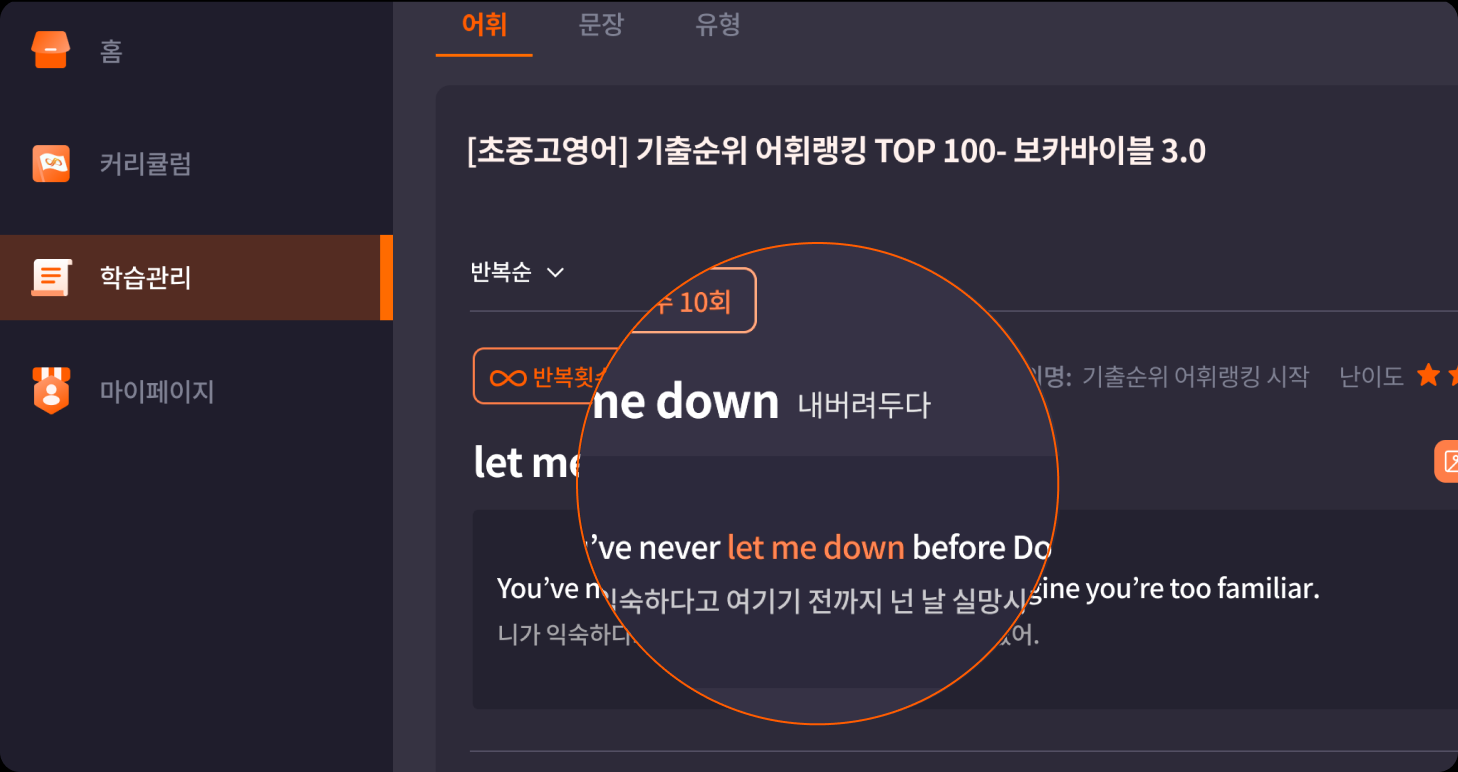 홈
커리큘럼
학습관리
마이페이지
어휘 문장 유형
[초중고영어] 기출순위 어휘랭킹 TOP 100- 보카바이블 3.0
반복순
반복횟수 10회
명: 기출순위 어휘랭킹 시작 난이도
let me
me down 내버려두다
've never let me down before Do
익숙하다고 여기기 전까지 넌 날 실망시
You’ve gine you’re too familiar.
니가 익숙하다 어.